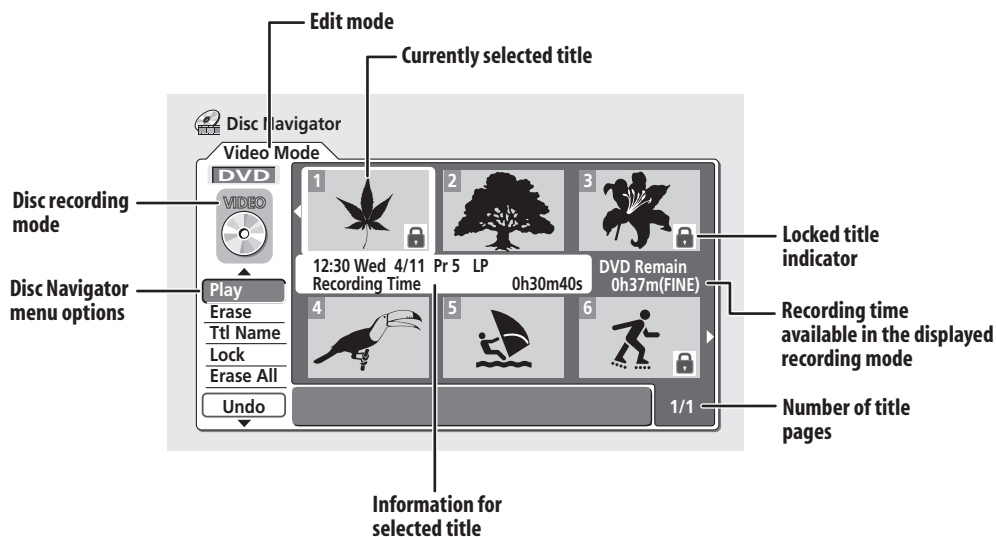 Edit mode
Currently selected title
Disc Navigator
Video Mode
DVD
VIDEO
Disc recording
mode
1
2
3
Locked title
indicator
12:30 Wed 4/11 Pr 5 LP
Recording Time 0h30m40s
DVD Remain
0h37m(FINE)
Disc Navigator
menu options
Play
Erase
Ttl Name
Lock
Erase All
Undo
4
5
6
Recording time
available in the displayed
recording mode
1/1
Number of title
pages
Information for
selected title